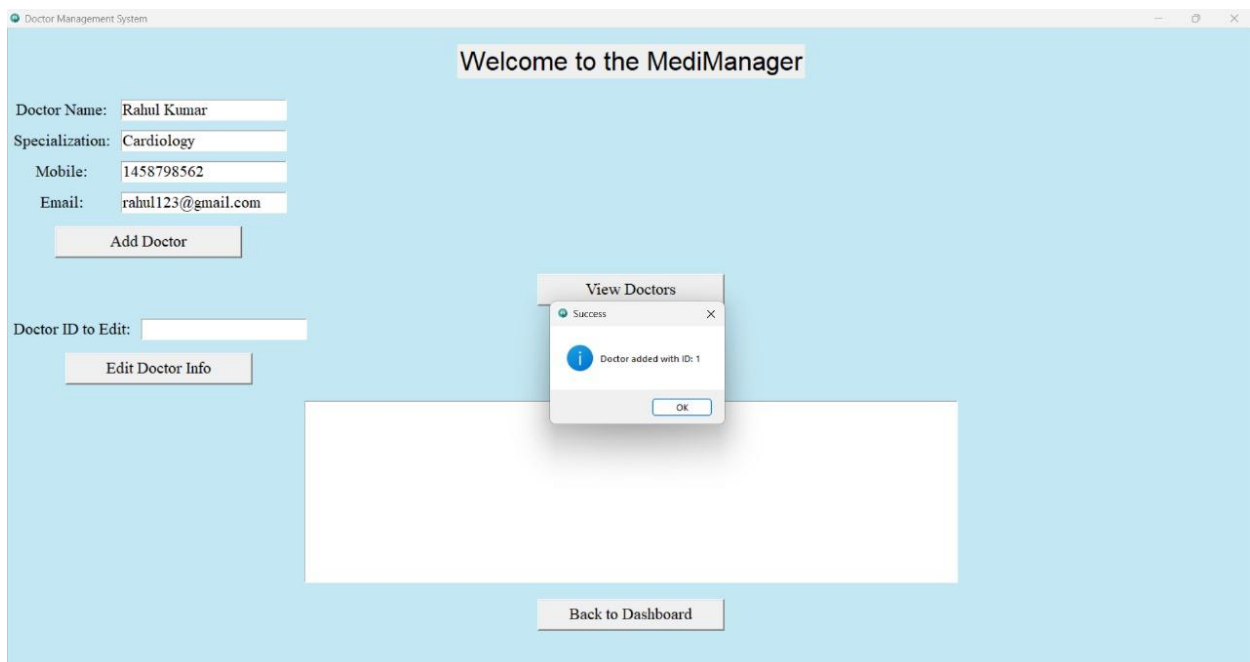 Doctor Management System
Welcome to the MediManager
Doctor Name: Rahul Kumar
Specialization: Cardiology
Mobile: 1458798562
Email: rahul123@gmail.com
Add Doctor
View Doctors
Success
Doctor added with ID: 1
OK
Doctor ID to Edit:
Edit Doctor Info
Back to Dashboard